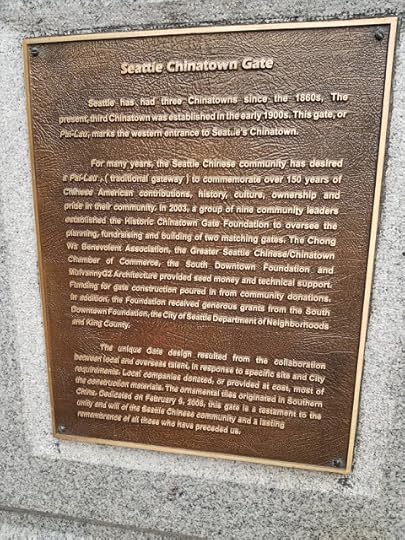 Seattle Chinatown Gate
Seattle has had three Chinatowns since the 1860s. The
present, third Chinatown was established in the early 1900s. This gate, or
Pai-Lau, marks the western entrance to Seattle's Chinatown.
For many years, the Seattle Chinese community has desired
a Pai-Lau, (traditional gateway) to commemorate over 150 years of
Chinese American contributions, history, culture, ownership and
pride in their community. In 2003, a group of nine community leaders
established the Historic Chinatown Gate Foundation to oversee the
planning, fundraising and building of two matching gates. The Chong
Wa Benevolent Association, the Greater Seattle Chinese/Chinatown
Chamber of Commerce, the South Downtown Foundation and
MulvannyG2 Architecture provided seed money and technical support.
Funding for gate construction poured in from community donations.
In addition, the Foundation received generous grants from the South
Downtown Foundation, the City of Seattle Department of Neighborhoods
and King County.
The unique Gate design resulted from the collaboration
between local and overseas talent, in response to specific site and City
requirements. Local companies donated, or provided at cost, most of
the construction materials. The ornamental tiles originated in Southern
China. Dedicated on February 9, 2008, this gate is a testament to the
unity and will of the Seattle Chinese community and a lasting
remembrance of all those who have preceded us.